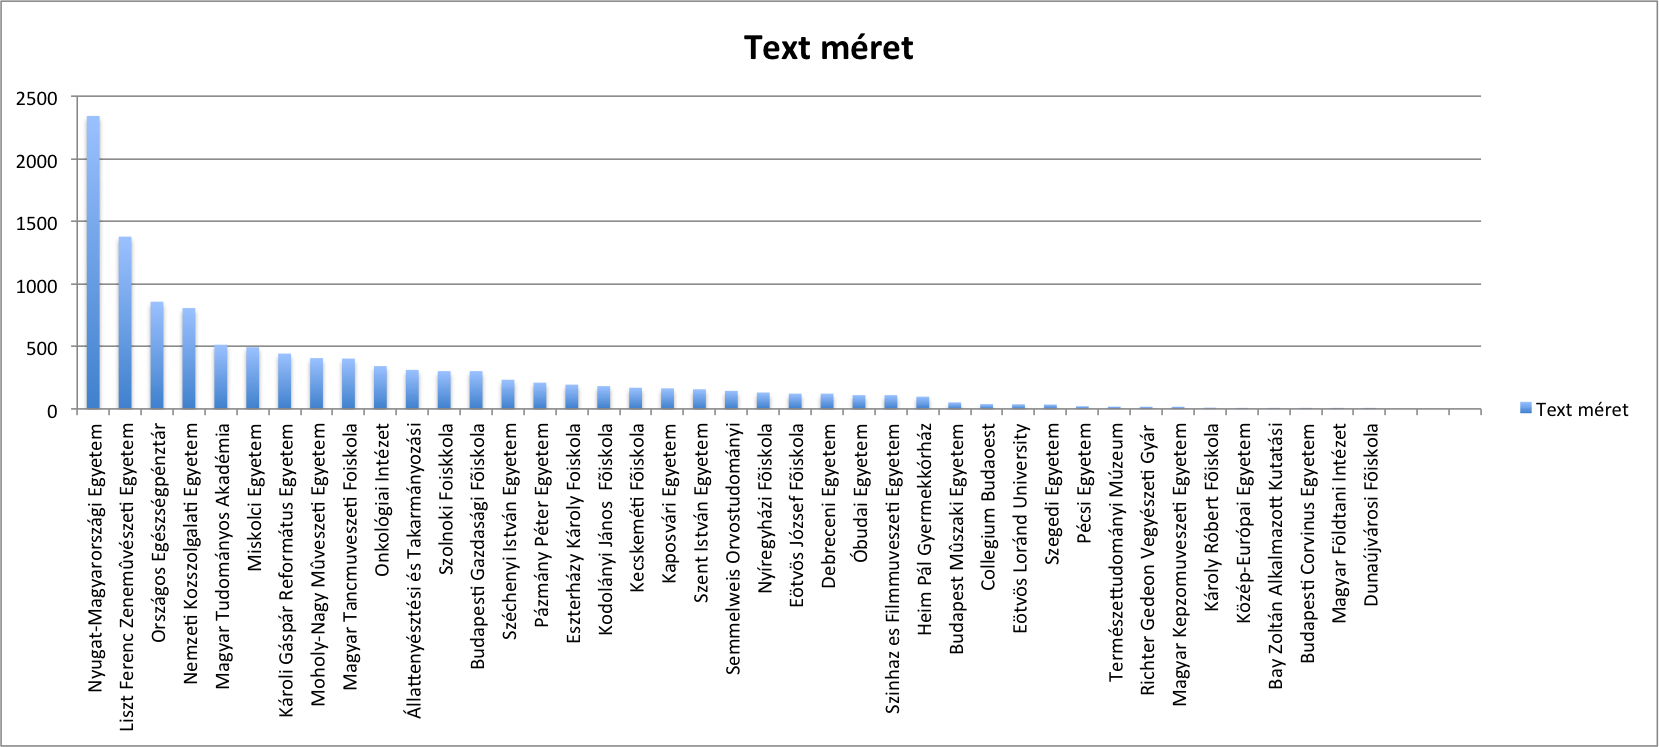 Text méret
2500
2000
1500
1000
500
0
Nyugat-Magyarországi Egyetem
Liszt Ferenc Zenemûvészeti Egyetem
Országos Egészségpénztár
Nemzeti Kozszolgalati Egyetem
Magyar Tudományos Akadémia
Miskolci Egyetem
Károli Gáspár Református Egyetem
Moholy-Nagy Mûveszeti Egyetem
Magyar Tancmuveszeti Foiskola
Onkológiai Intézet
Állattenyésztési és Takarmányozási
Szolnoki Foiskkola
Budapesti Gazdasági Fõiskola
Széchenyi István Egyetem
Pázmány Péter Egyetem
Eszterházy Károly Foiskola
Kodolányi János  Fõiskola
Kecskeméti Fõiskola
Kaposvári Egyetem
Szent István Egyetem
Semmelweis Orvostudományi
Nyíregyházi Fõiskola
Eötvös József Fõiskola
Debreceni Egyetem
Óbudai Egyetem
Szinhaz es Filmmuveszeti Egyetem
Heim Pál Gyermekkórház
Budapest Mûszaki Egyetem
Collegium Budaoest
Eötvös Loránd University
Szegedi Egyetem
Pécsi Egyetem
Természettudományi Múzeum
Richter Gedeon Vegyészeti Gyár
Magyar Kepzomuveszeti Egyetem
Károly Róbert Fõiskola
Közép-Európai Egyetem
Bay Zoltán Alkalmazott Kutatási
Budapesti Corvinus Egyetem
Magyar Földtani Intézet
Dunaújvárosi Fõiskola
Text méret